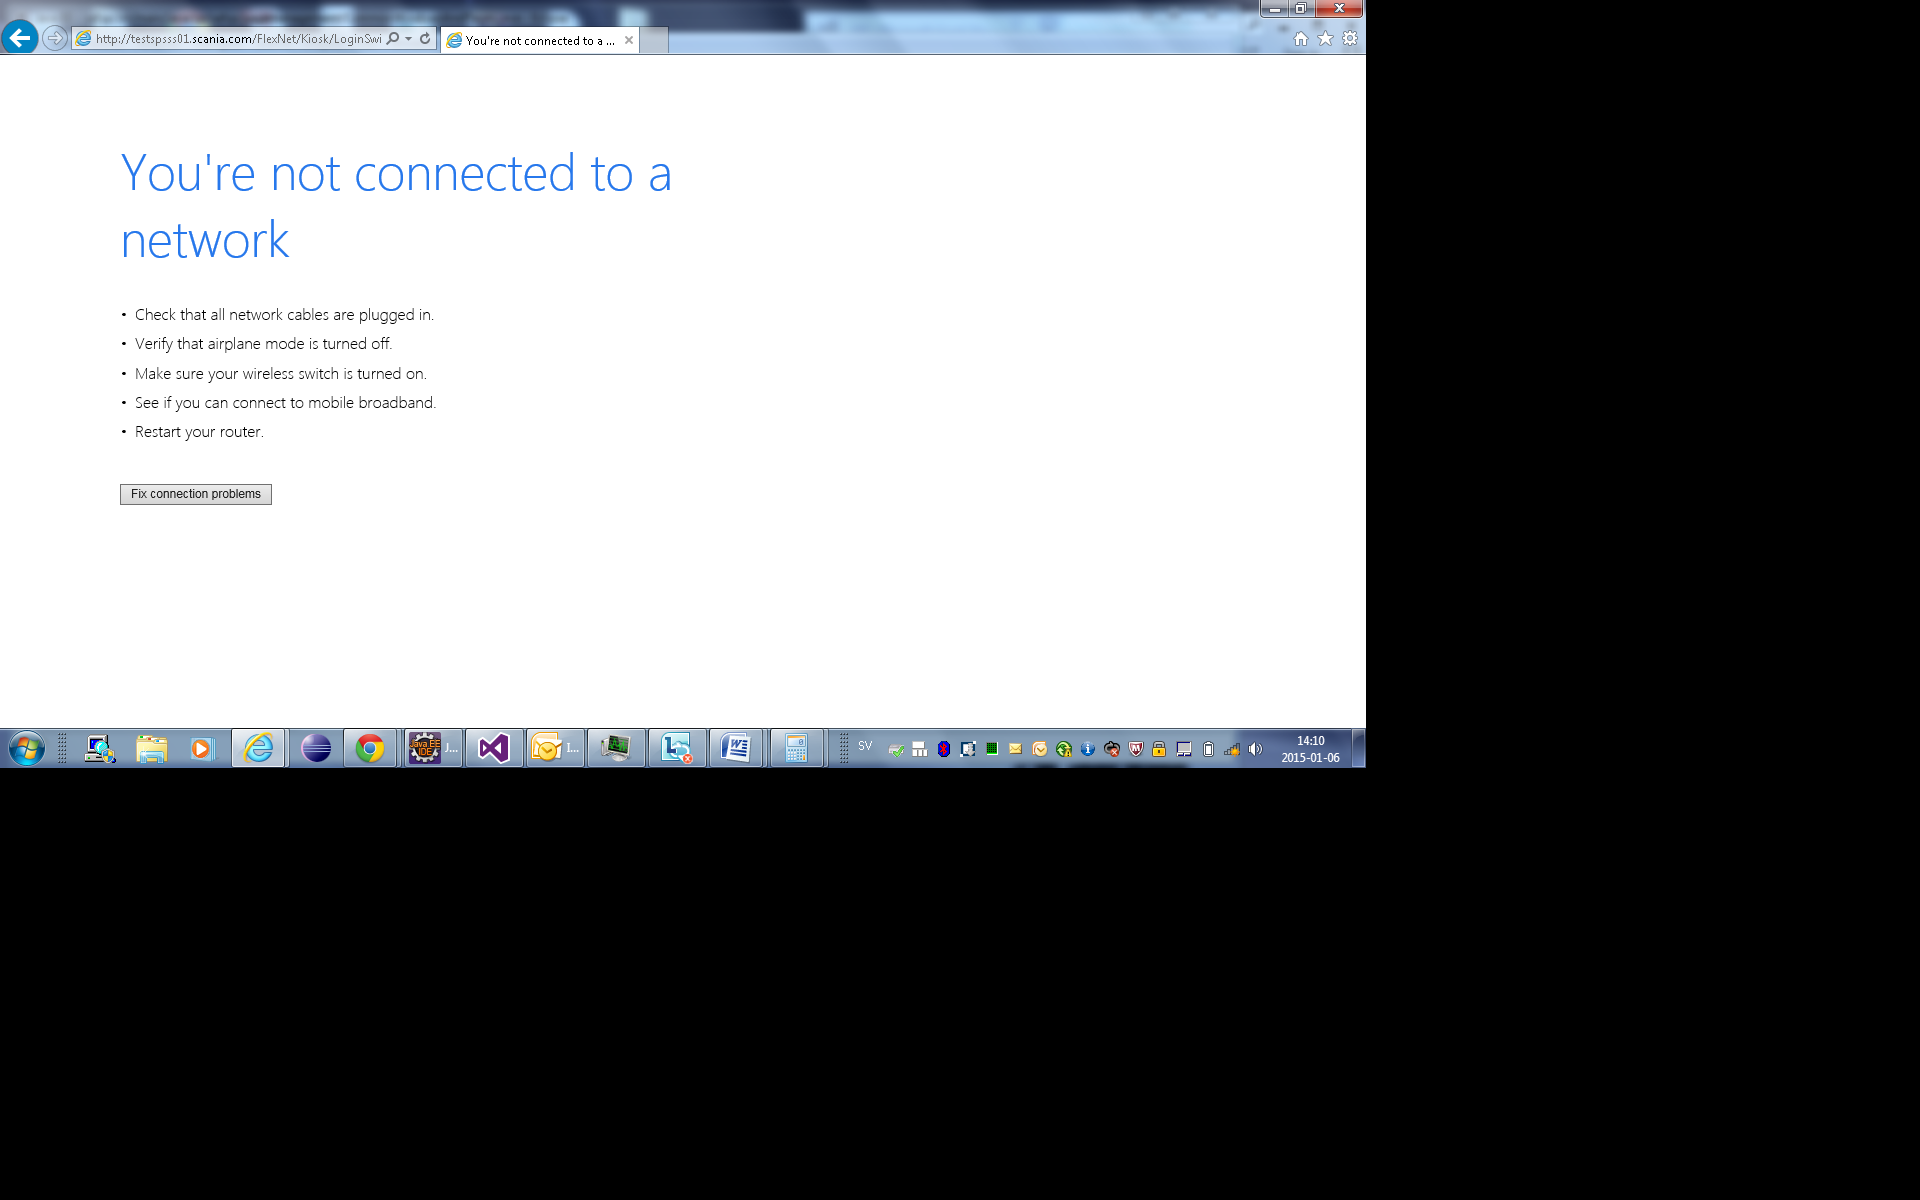 http://testspsss01.scania.com/FlexNet/Kiosk/LoginSwi
You're not connected to a ...
You're not connected to a
network
• Check that all network cables are plugged in.
• Verify that airplane mode is turned off.
• Make sure your wireless switch is turned on.
• See if you can connect to mobile broadband.
• Restart your router.
Fix connection problems
Java EE
IDE
J...
I...
SV
14:10
2015-01-06